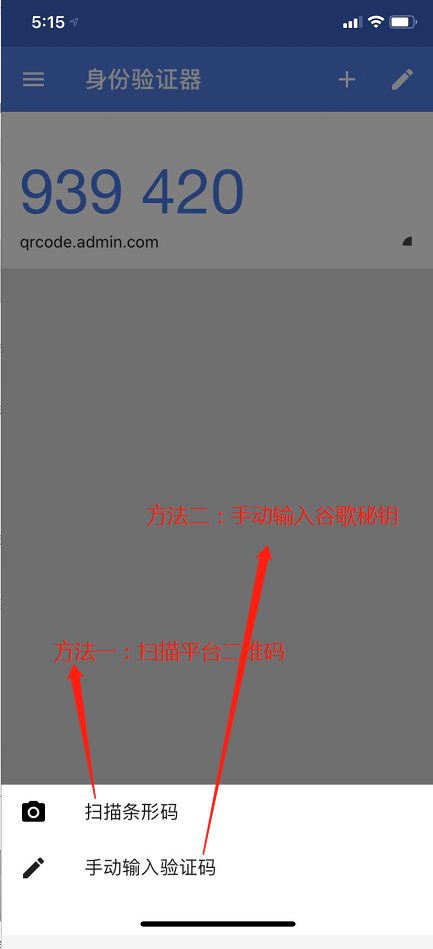 5:15
身份验证器
939 420
qrcode.admin.com
方法二：手动输入谷歌秘钥
方法一：扫描平台二维码
扫描条形码
手动输入验证码